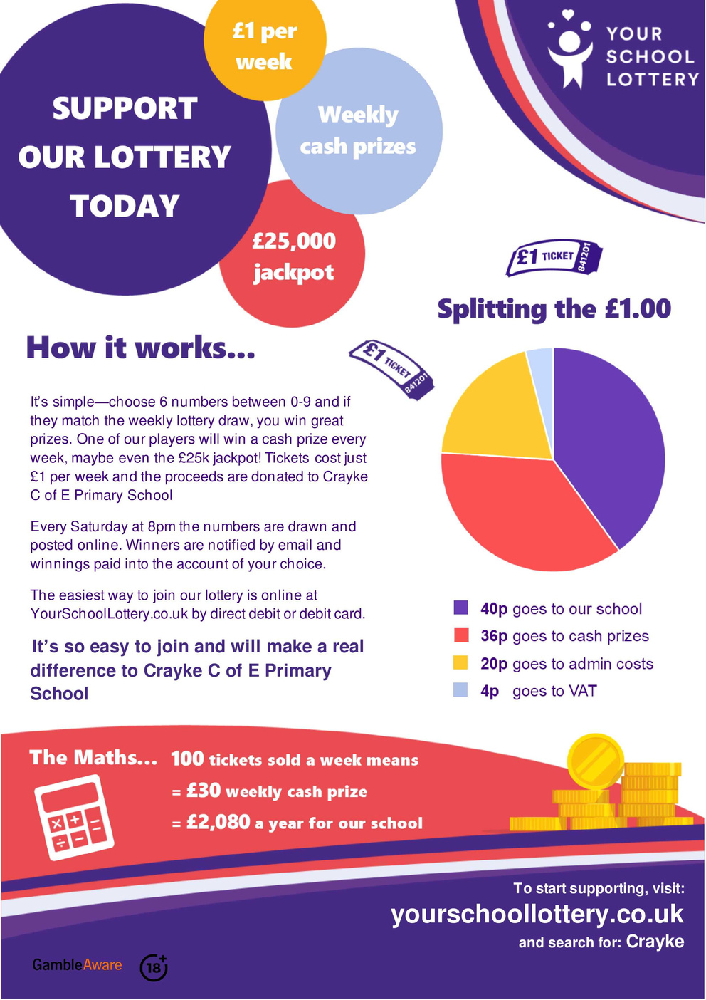 £1 per
week
YOUR
SCHOOL
LOTTERY
SUPPORT
OUR LOTTERY
TODAY
Weekly
cash prizes
£25,000
jackpot
£1 TICKET 841201
Splitting the £1.00
How it works...
£1 TICKET 841201
It's simple—choose 6 numbers between 0-9 and if
they match the weekly lottery draw, you win great
prizes. One of our players will win a cash prize every
week, maybe even the £25k jackpot! Tickets cost just
£1 per week and the proceeds are donated to Crayke
C of E Primary School
Every Saturday at 8pm the numbers are drawn and
posted online. Winners are notified by email and
winnings paid into the account of your choice.
The easiest way to join our lottery is online at
YourSchoolLottery.co.uk by direct debit or debit card.
It's so easy to join and will make a real
difference to Crayke C of E Primary
School
40p goes to our school
36p goes to cash prizes
20p goes to admin costs
4p goes to VAT
The Maths...
100 tickets sold a week means
= £30 weekly cash prize
= £2,080 a year for our school
To start supporting, visit:
yourschoollottery.co.uk
and search for: Crayke
GambleAware
18+